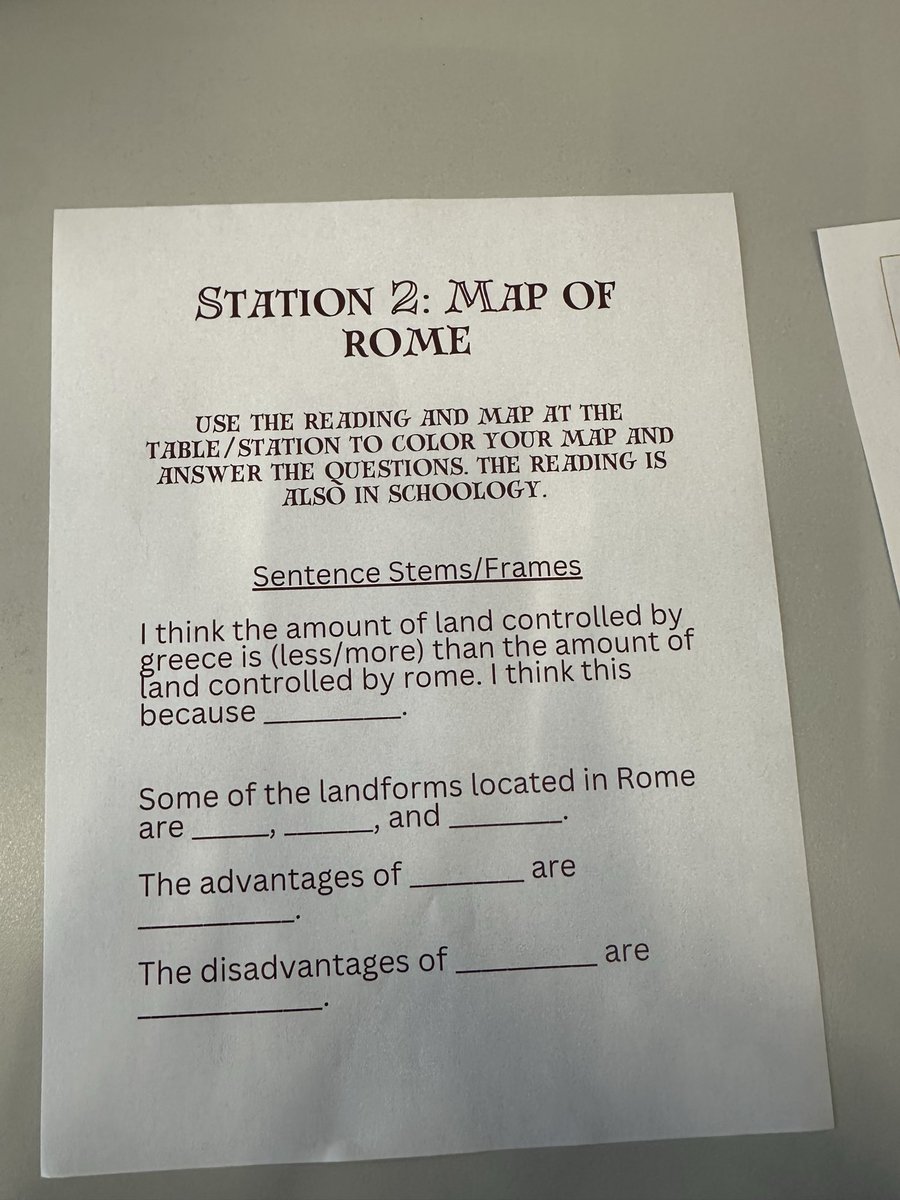 STATION 2: MAP OF
ROME
USE THE READING AND MAP AT THE
TABLE/STATION TO COLOR YOUR MAP AND
ANSWER THE QUESTIONS. THE READING IS
ALSO IN SCHOOLOGY.
Sentence Stems/Frames
I think the amount of land controlled by
greece is (less/more) than the amount of
land controlled by rome. I think this
because __________.
Some of the landforms located in Rome
are ______, _______, and _________.
The advantages of _________ are
____________.
The disadvantages of ___________ are
______________.